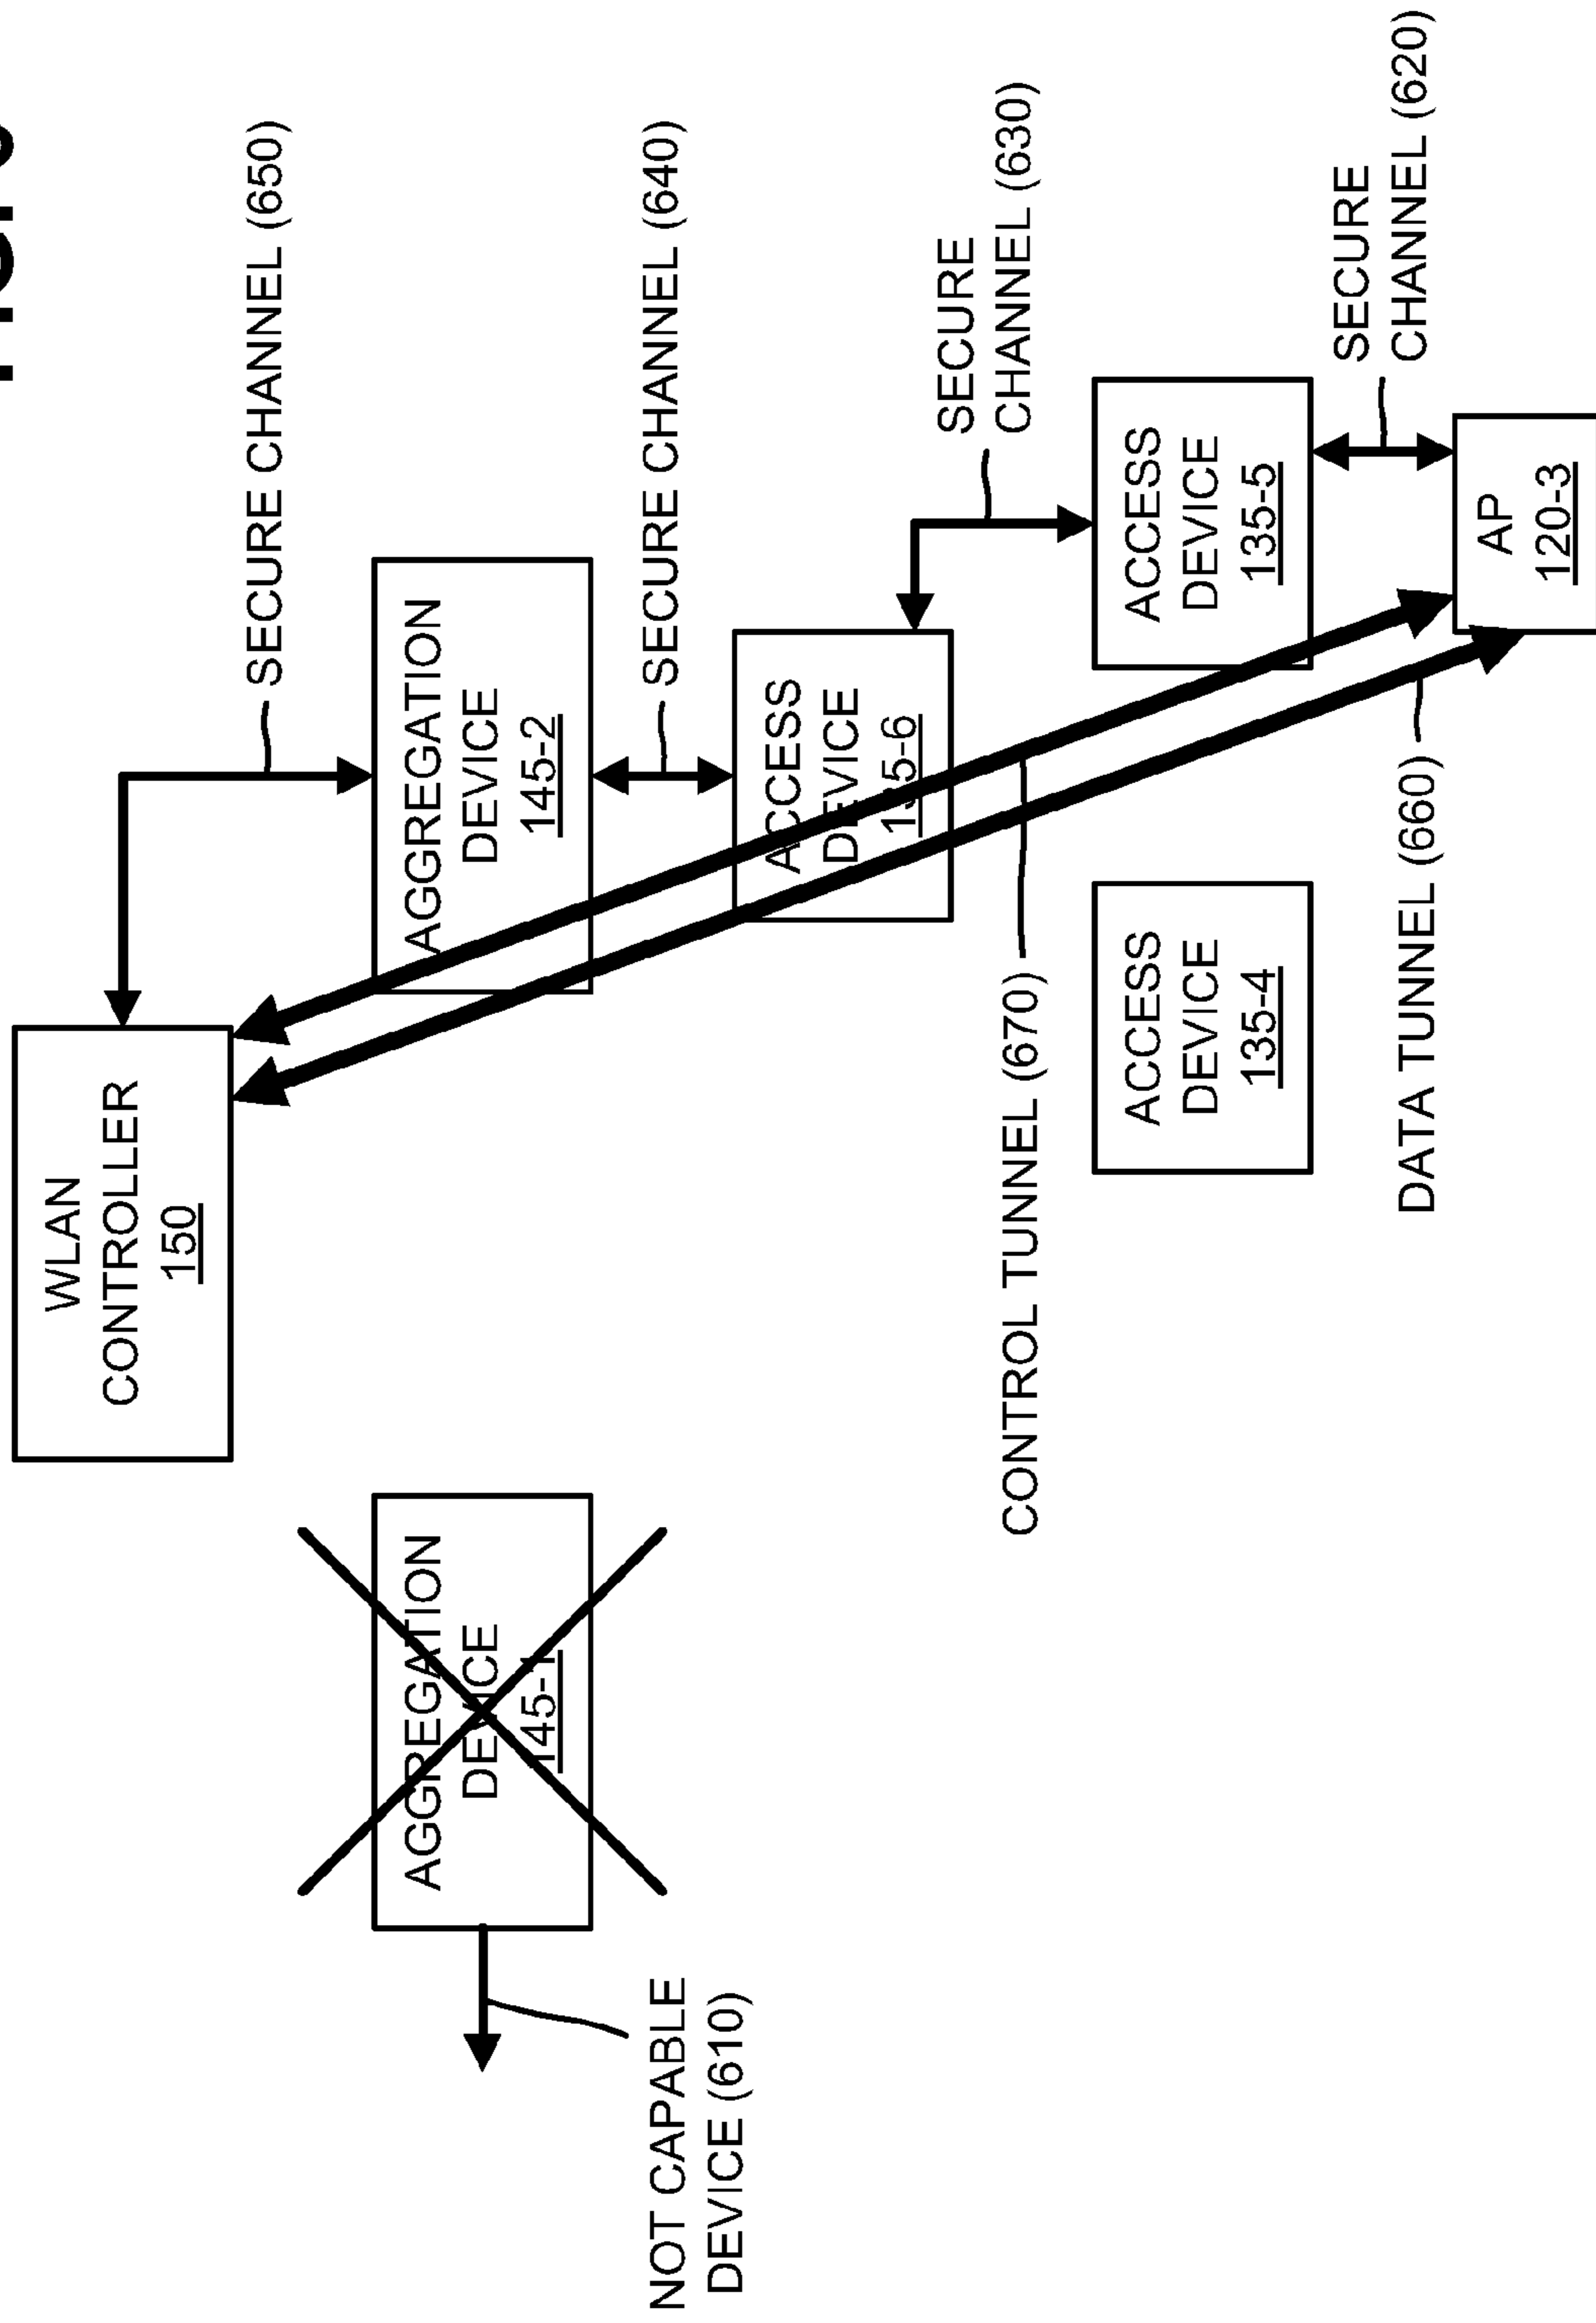 WLAN
CONTROLLER
150
SECURE CHANNEL (650)
AGGREGATION
DEVICE
145-1
AGGREGATION
DEVICE
145-2
NOT CAPABLE
DEVICE (610)
SECURE CHANNEL (640)
ACCESS
DEVICE
135-6
SECURE
CHANNEL (630)
CONTROL TUNNEL (670)
ACCESS
DEVICE
135-4
ACCESS
DEVICE
135-5
SECURE
CHANNEL (620)
DATA TUNNEL (660)
AP
120-3